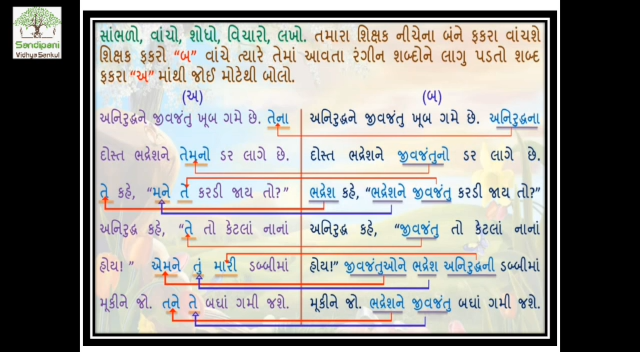 Sandipani
Vidhya Sankul
સાંભળો, વાંચો, શોધો, વિચારો, લખો. તમારા શિક્ષક નીચેના બંને ફકરા વાંચશે
શિક્ષક ફકરો “બ” વાંચે ત્યારે તેમાં આવતા રંગીન શબ્દોને લાગુ પડતો શબ્દ
ફકરા “અ” માંથી જોઈ મોટેથી બોલો.
(અ)
અનિરુદ્ધને જીવજંતુ ખૂબ ગમે છે. તેના
દોસ્ત ભદ્રેશને તેમનો ડર લાગે છે.
તે કહે, “મને તે કરડી જાય તો?”
અનિરુદ્ધ કહે, “તે તો કેટલાં નાનાં
હોય! ” એમને તું મારી ડબ્બીમાં
મૂકીને જો. તને તે બધાં ગમી જશે.
(બ)
અનિરુદ્ધને જીવજંતુ ખૂબ ગમે છે. અનિરુદ્ધના
દોસ્ત ભદ્રેશને જીવજંતુનો ડર લાગે છે.
ભદ્રેશ કહે, “ભદ્રેશને જીવજંતુ કરડી જાય તો?”
અનિરુદ્ધ કહે, “જીવજંતુ તો કેટલાં નાનાં
હોય!” જીવજંતુઓને ભદ્રેશ અનિરુદ્ધની ડબ્બીમાં
મૂકીને જો. ભદ્રેશને જીવજંતુ બધાં ગમી જશે.